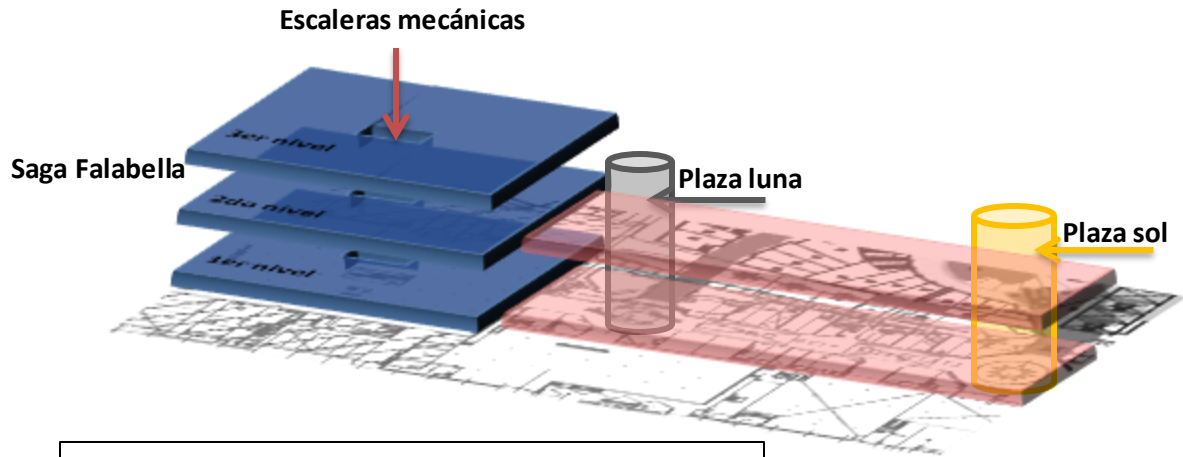 Escaleras mecánicas
3er nivel
Saga Falabella
Plaza luna
2do nivel
Plaza sol
1er nivel